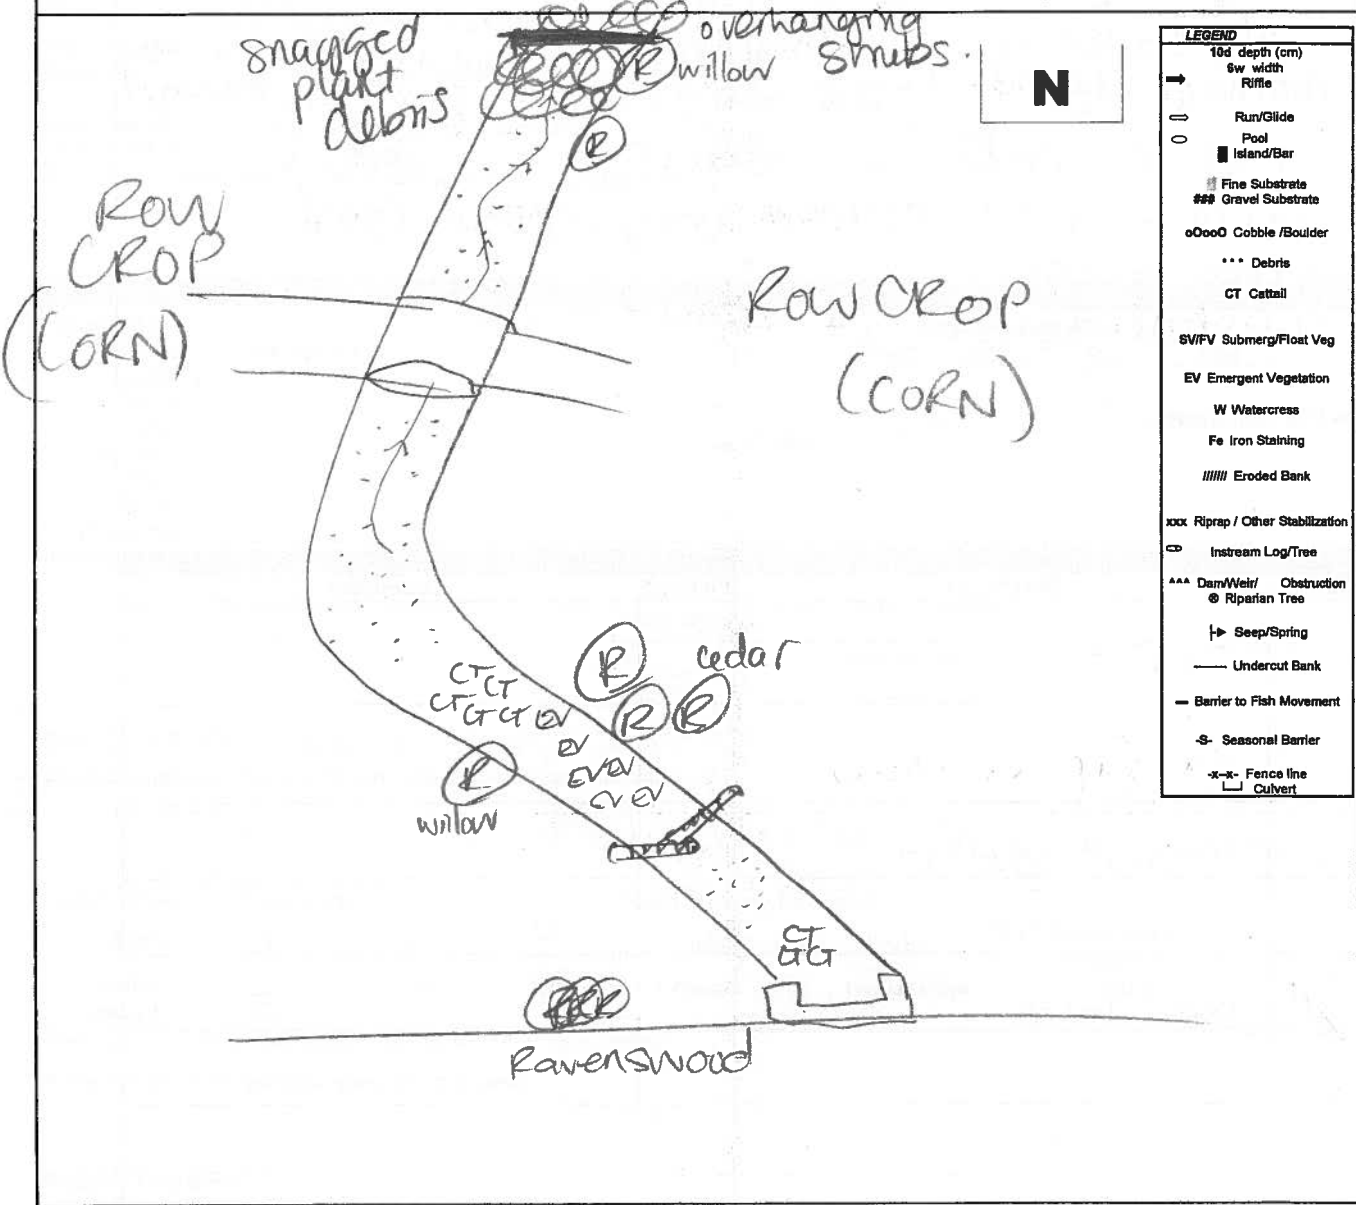 snagged
plant
debris
overhanging
shrubs.
R willow
R
N
ROW
CROP
(CORN)
ROW CROP
(CORN)
CT
CT CT
CT CT CT EV
EV
EV EV
EV EV
R cedar
R R
R
willow
CT
CT CT
Ravenswood
LEGEND
10d depth (cm)
6w width
Riffle
Run/Glide
Pool
Island/Bar
Fine Substrate
### Gravel Substrate
oOooO Cobble /Boulder
*** Debris
CT Cattail
SV/FV Submerg/Float Veg
EV Emergent Vegetation
W Watercress
Fe Iron Staining
/////// Eroded Bank
xxx Riprap / Other Stabilization
Instream Log/Tree
^^^ Dam/Weir/ Obstruction
® Riparian Tree
Seep/Spring
Undercut Bank
Barrier to Fish Movement
-S- Seasonal Barrier
-x-x- Fence line
Culvert